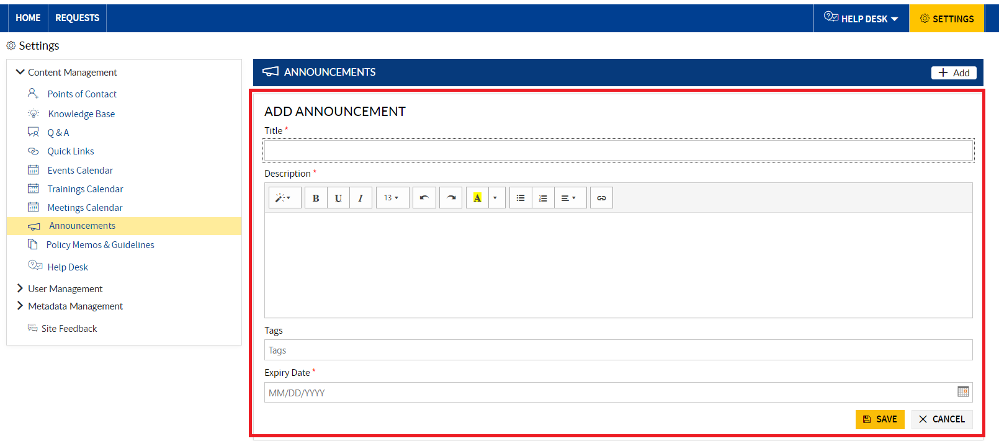 HOME REQUESTS HELP DESK SETTINGS
Settings
Content Management
Points of Contact
Knowledge Base
Q & A
Quick Links
Events Calendar
Trainings Calendar
Meetings Calendar
Announcements
Policy Memos & Guidelines
Help Desk
User Management
Metadata Management
Site Feedback
ANNOUNCEMENTS + Add
ADD ANNOUNCEMENT
Title *
Description *
B U I 13 A
Tags
Tags
Expiry Date *
MM/DD/YYYY
SAVE CANCEL